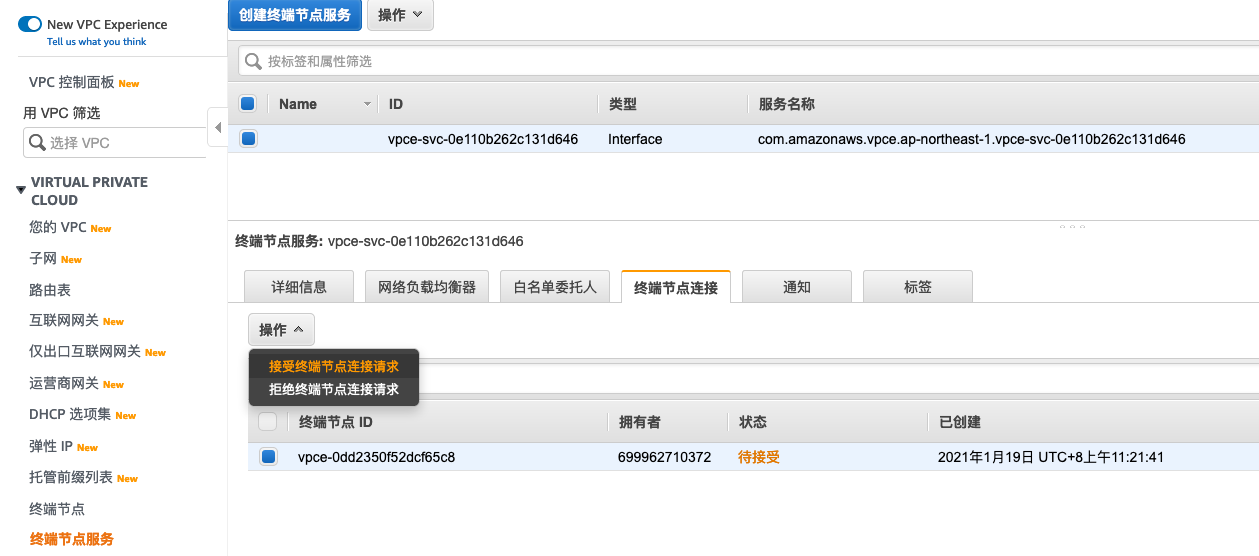 New VPC Experience
Tell us what you think
VPC 控制面板 New
用 VPC 筛选
选择 VPC
VIRTUAL PRIVATE
CLOUD
您的 VPC New
子网 New
路由表
互联网网关 New
仅出口互联网网关 New
运营商网关 New
DHCP 选项集 New
弹性 IP New
托管前缀列表 New
终端节点
终端节点服务
创建终端节点服务 操作
按标签和属性筛选
Name ID 类型 服务名称
vpce-svc-0e110b262c131d646 Interface com.amazonaws.vpce.ap-northeast-1.vpce-svc-0e110b262c131d646
终端节点服务: vpce-svc-0e110b262c131d646
详细信息 网络负载均衡器 白名单委托人 终端节点连接 通知 标签
操作
接受终端节点连接请求
拒绝终端节点连接请求
终端节点 ID 拥有者 状态 已创建
vpce-0dd2350f52dcf65c8 699962710372 待接受 2021年1月19日 UTC+8上午11:21:41